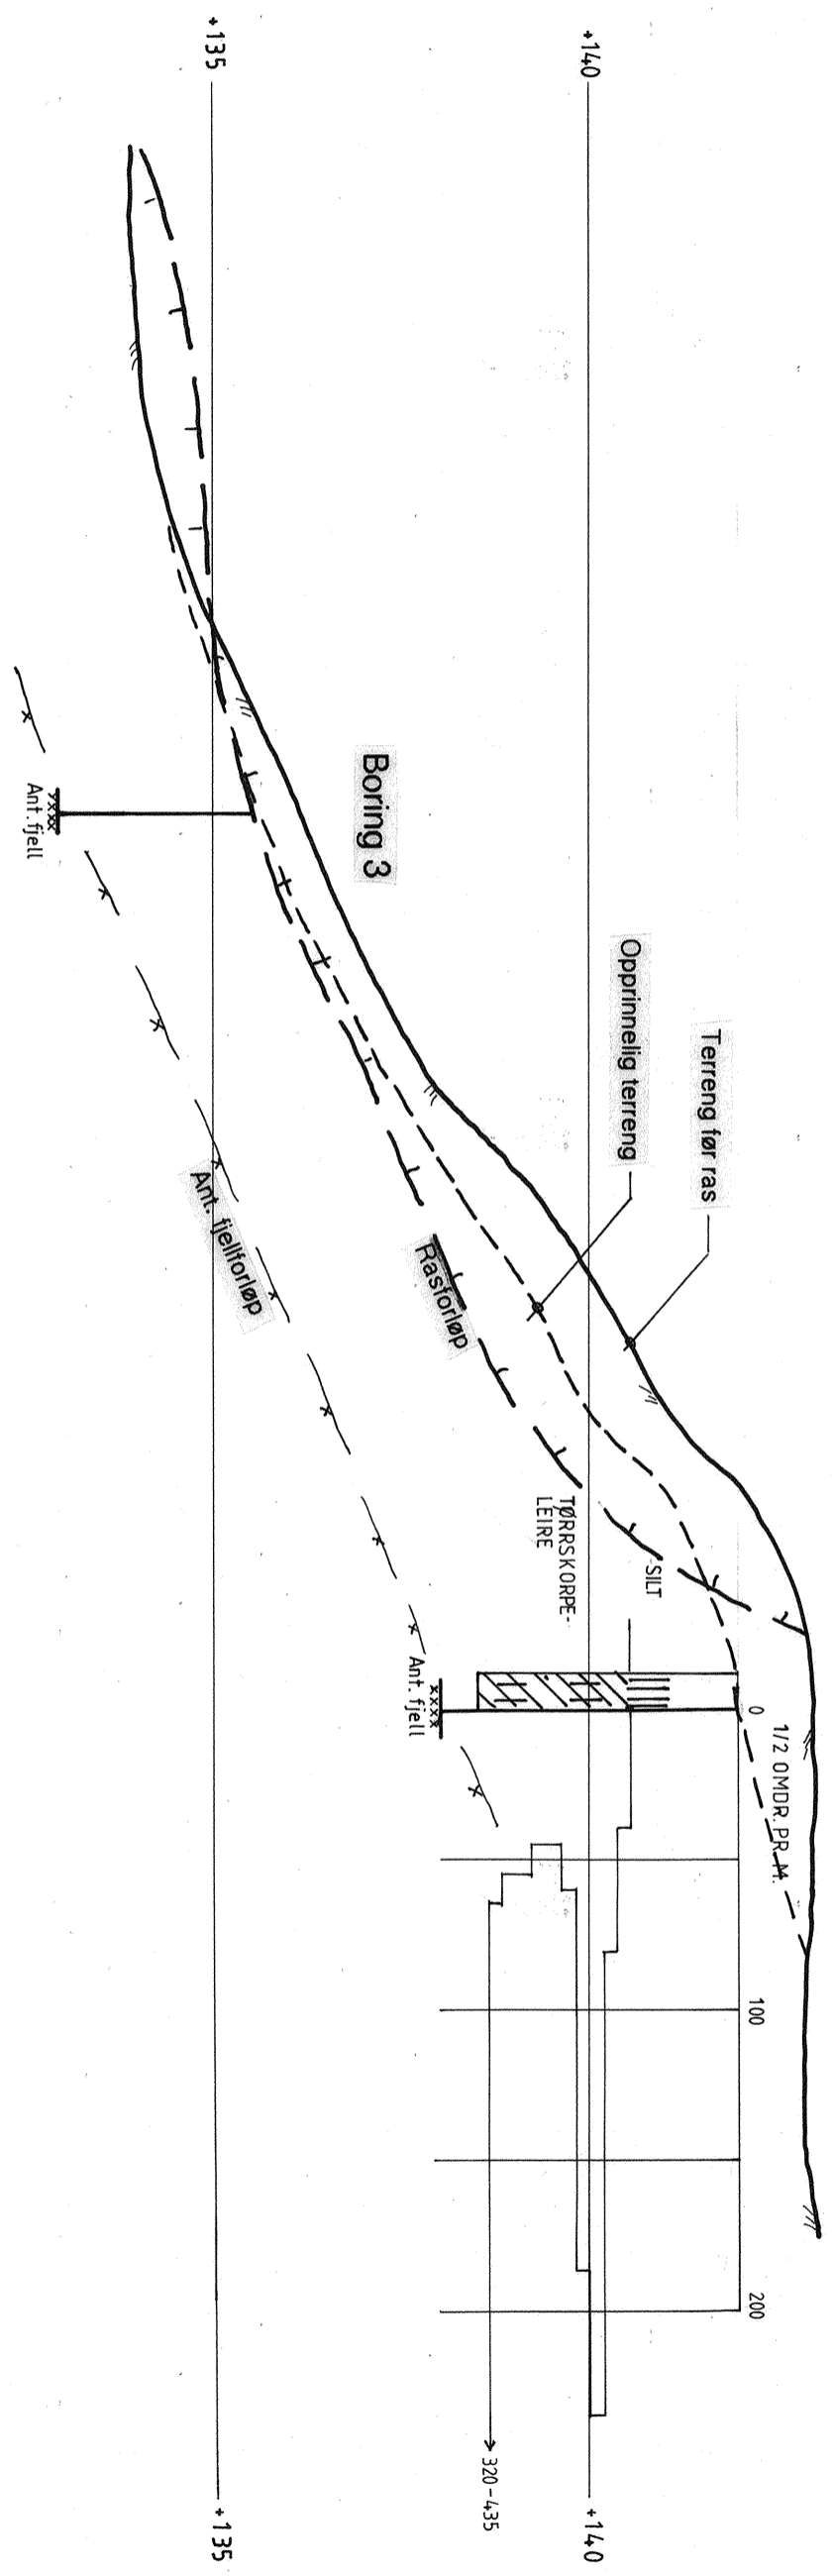 +135
+140
Boring 3
Opprinnelig terreng
Terreng før ras
Ant. fjell
Ant. fjellforløp
Rasforløp
TØRRSKORPE-
LEIRE
SILT
Ant. fjell
0
1/2 OMDR. PR. M.
100
200
320-435
+135
+140